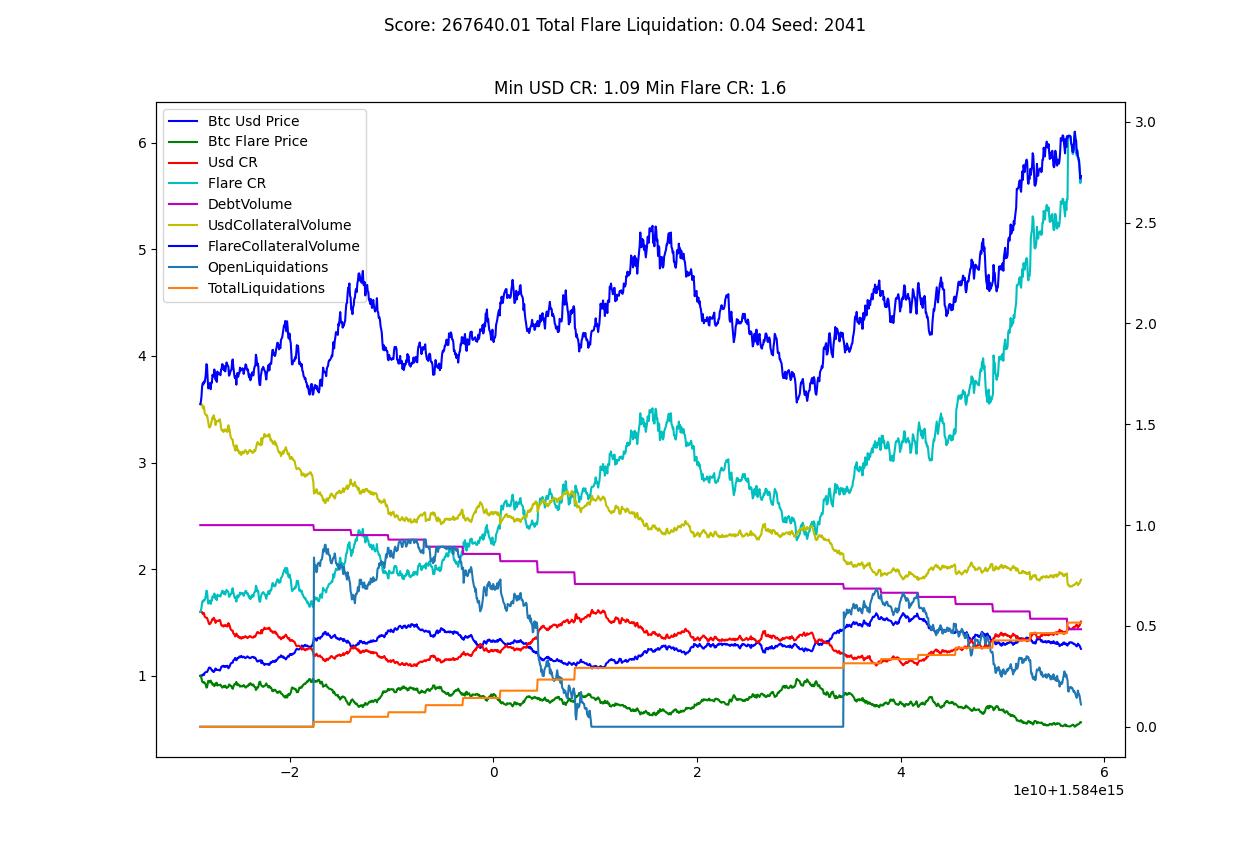 Score: 267640.01 Total Flare Liquidation: 0.04 Seed: 2041
Min USD CR: 1.09 Min Flare CR: 1.6
Btc Usd Price
Btc Flare Price
Usd CR
Flare CR
DebtVolume
UsdCollateralVolume
FlareCollateralVolume
OpenLiquidations
TotalLiquidations
6
5
4
3
2
1
3.0
2.5
2.0
1.5
1.0
0.5
0.0
−2
0
2
4
6
1e10+1.584e15